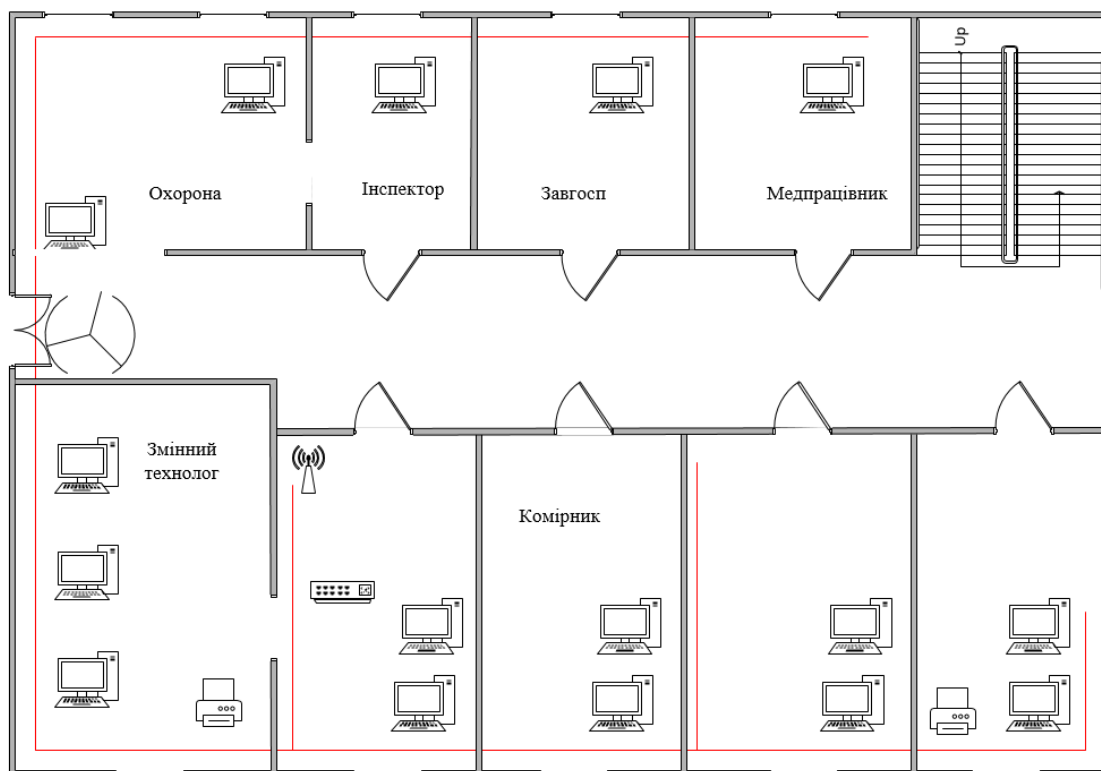 Up
Охорона
Інспектор
Завгосп
Медпрацівник
Змінний
технолог
Комірник